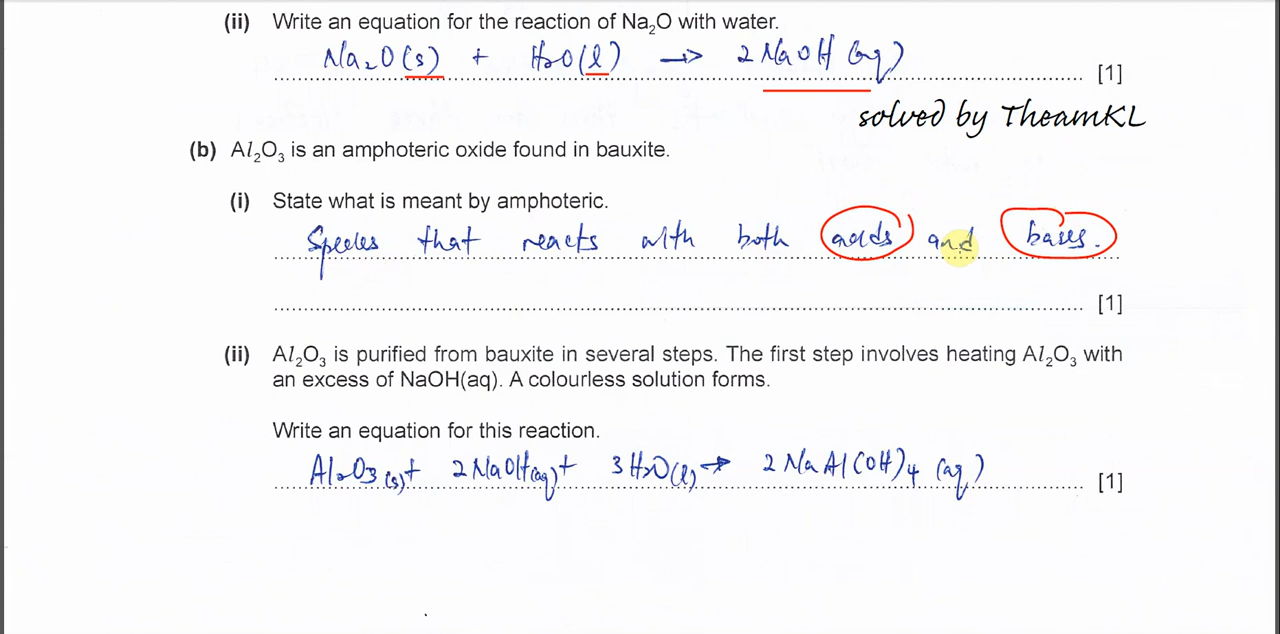 (ii) Write an equation for the reaction of Na₂O with water.
Na₂O(s) + H₂O(l) → 2NaOH(aq)
[1]
solved by TheamKL
(b) Al₂O₃ is an amphoteric oxide found in bauxite.
(i) State what is meant by amphoteric.
Species that reacts with both acids and bases.
[1]
(ii) Al₂O₃ is purified from bauxite in several steps. The first step involves heating Al₂O₃ with
an excess of NaOH(aq). A colourless solution forms.
Write an equation for this reaction.
Al₂O₃(s) + 2NaOH(aq) + 3H₂O(l) → 2NaAl(OH)₄(aq)
[1]